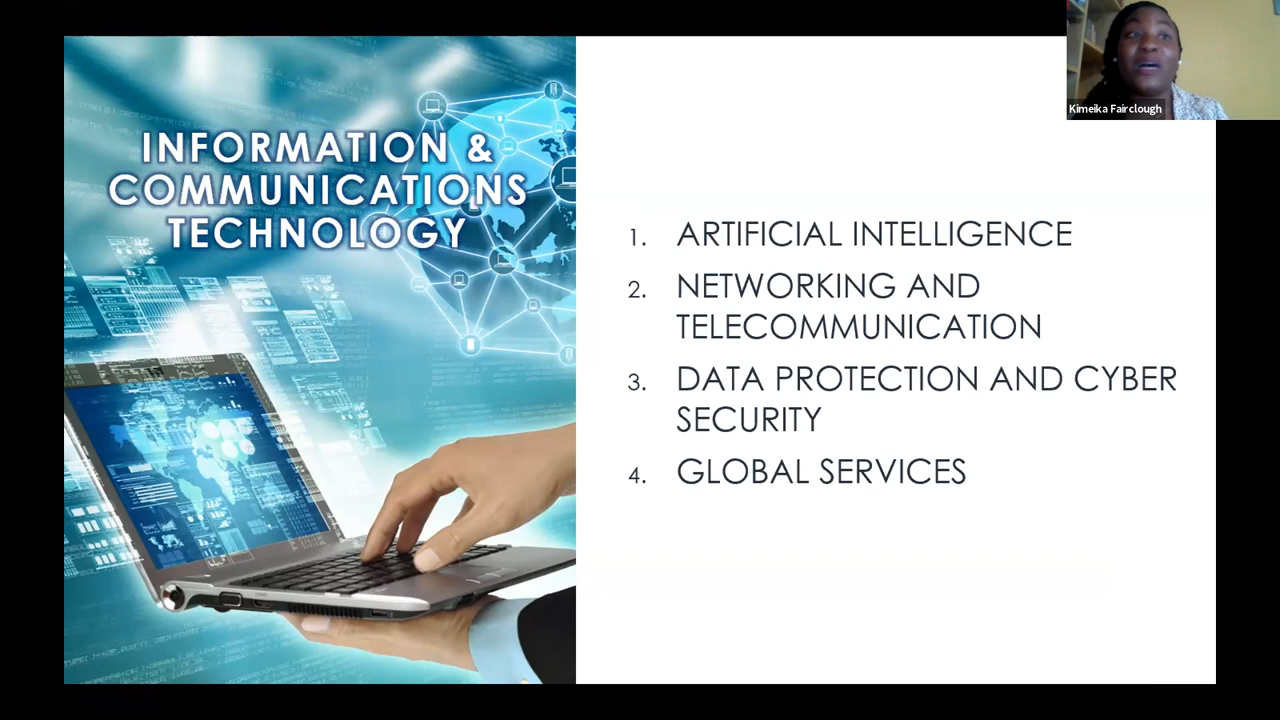 INFORMATION &
COMMUNICATIONS
TECHNOLOGY
1. ARTIFICIAL INTELLIGENCE
2. NETWORKING AND
TELECOMMUNICATION
3. DATA PROTECTION AND CYBER
SECURITY
4. GLOBAL SERVICES
Kimeika Fairclough